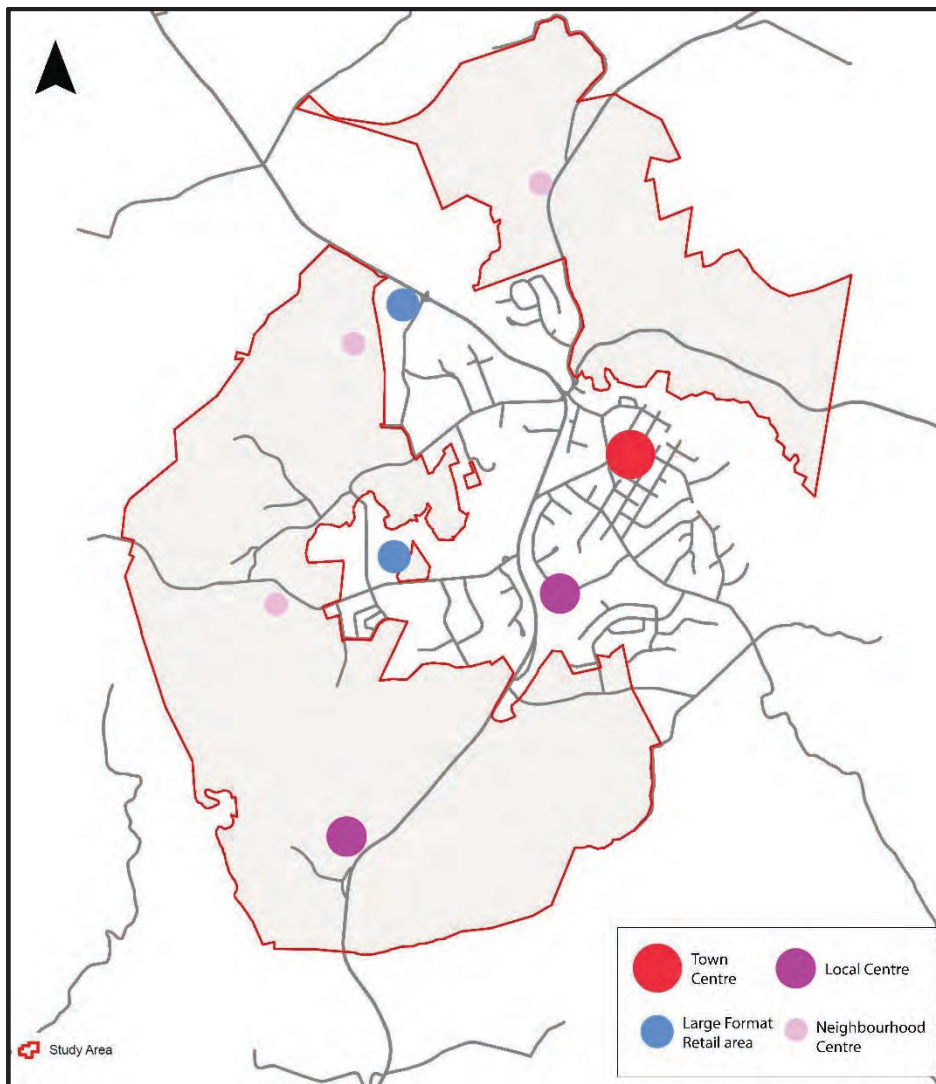 Town
Centre
Local Centre
Large Format
Retail area
Neighbourhood
Centre
Study Area